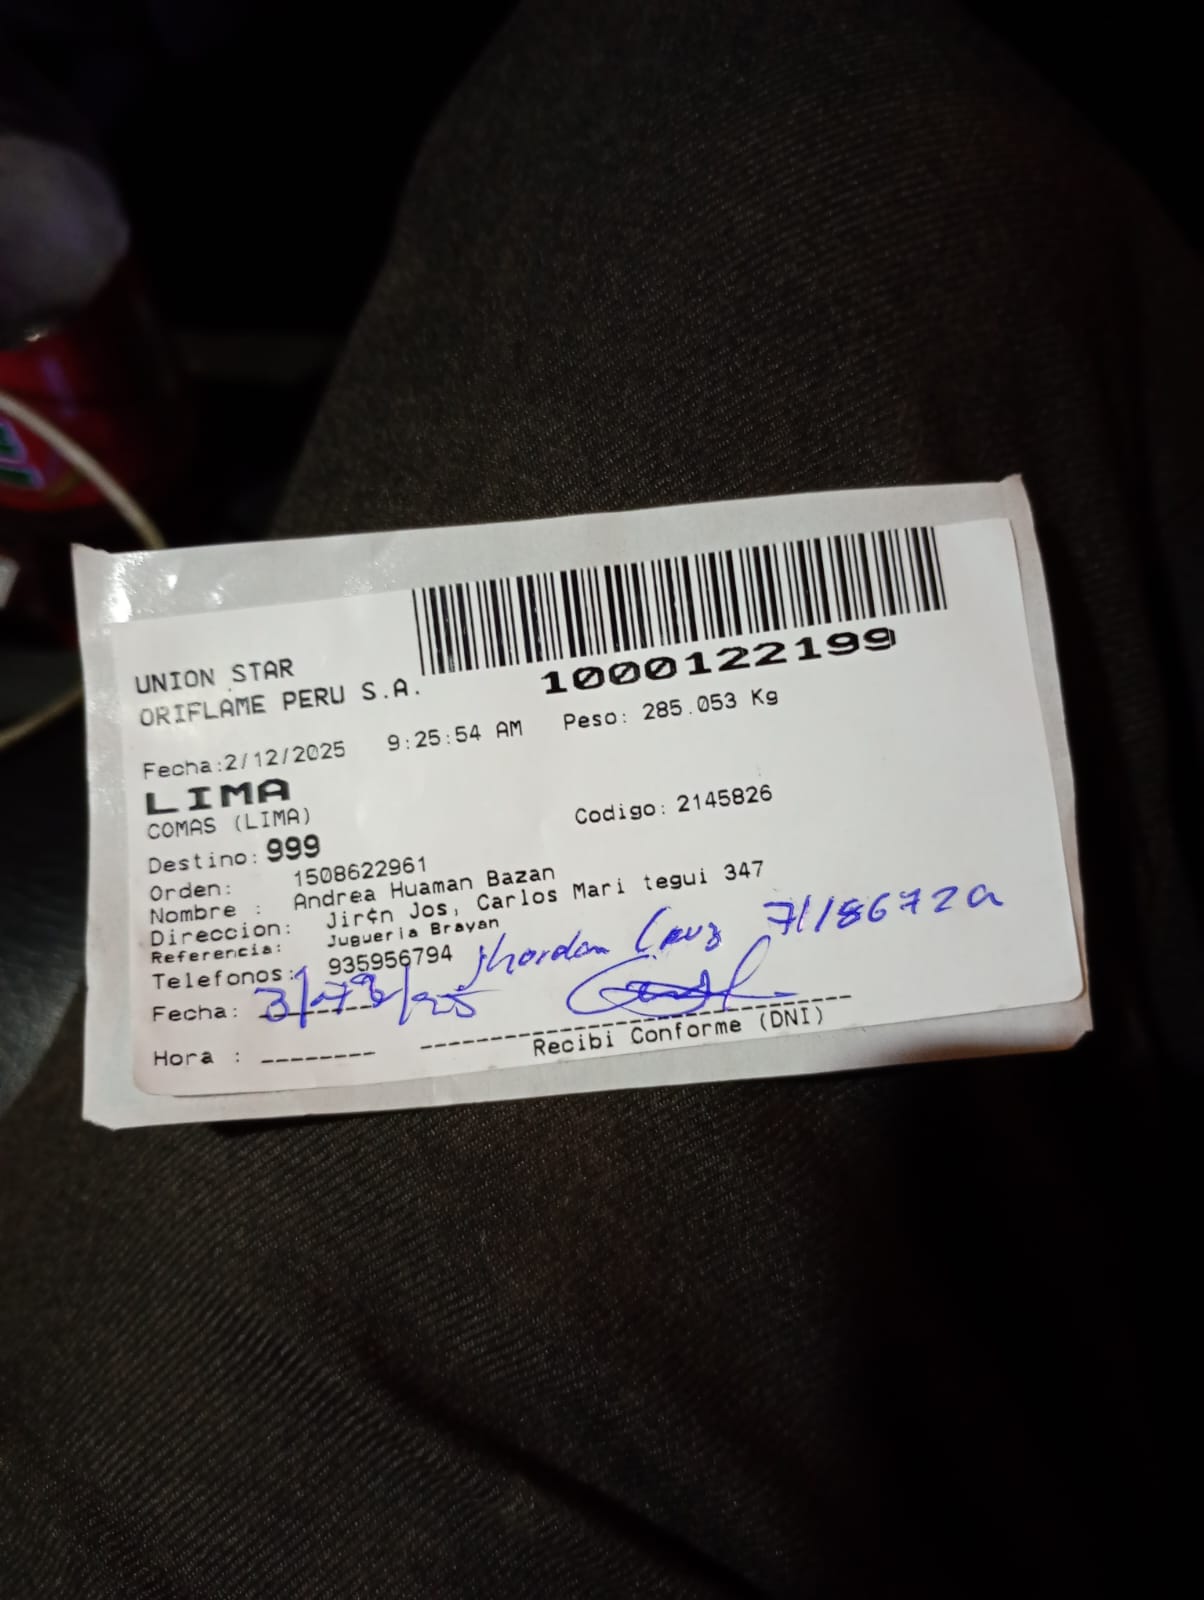 UNION STAR
ORIFLAME PERU S.A.
1000122199
Fecha:2/12/2025 9:25:54 AM Peso: 285.053 Kg
LIMA
COMAS (LIMA)
Codigo: 2145826
Destino: 999
Orden: 1508622961
Nombre : Andrea Huaman Bazan
Direccion: Jir¢n Jos, Carlos Mari tegui 347
Referencia: Jugueria Brayan
Telefonos: 935956794
Jhordan Cruz
Fecha:
Hora : --------
Recibi Conforme (DNI)